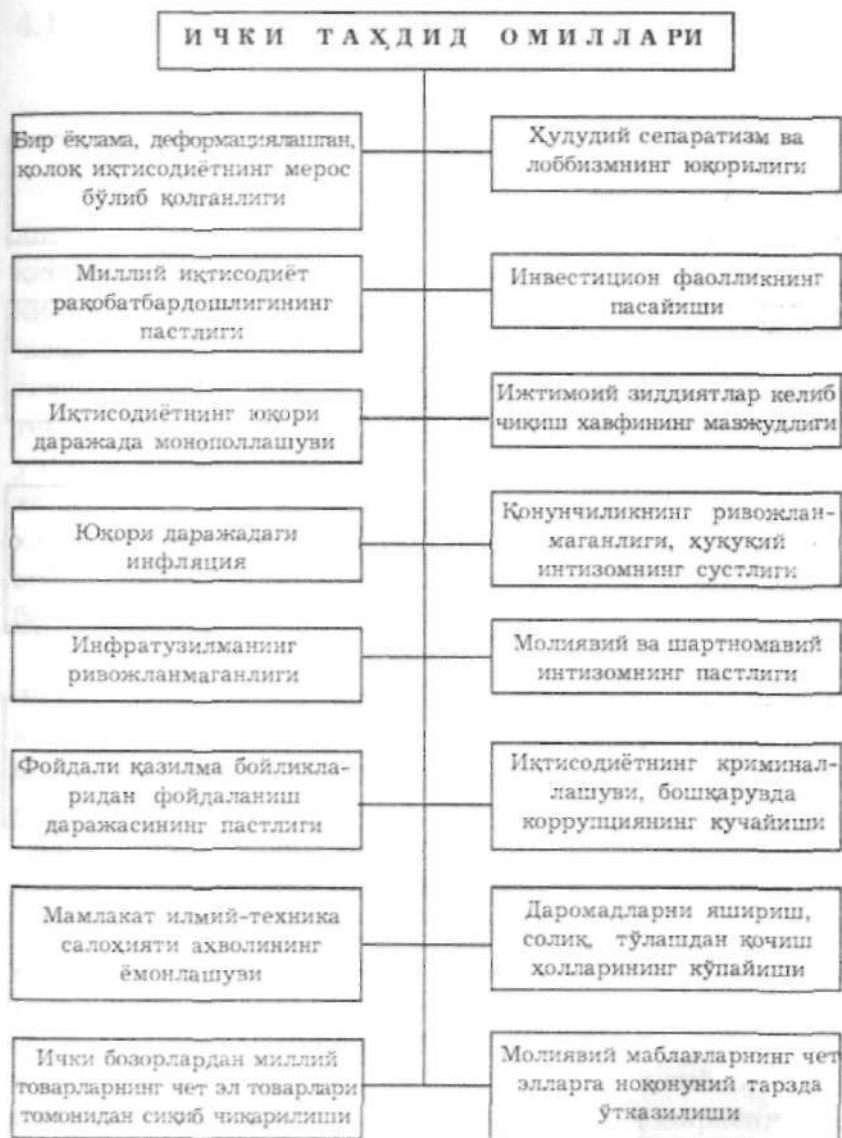 ИЧКИ ТАҲДИД ОМИЛЛАРИ
Бир ёқлама, деформациялашган,
қолоқ иқтисодиётнинг мерос
бўлиб қолганлиги
Ҳудудий сепаратизм ва
лоббизмнинг юқорилиги
Миллий иқтисодиёт
рақобатбардошлигининг
пастлиги
Инвестицион фаолликнинг
пасайиши
Иқтисодиётнинг юқори
даражада монополлашуви
Ижтимоий зиддиятлар келиб
чиқиш хавфининг мавжудлиги
Юқори даражадаги
инфляция
Қонунчиликнинг ривожлан-
маганлиги, ҳуқуқий
интизомнинг сустлиги
Инфратузилманинг
ривожланмаганлиги
Молиявий ва шартномавий
интизомнинг пастлиги
Фойдали қазилма бойликла-
ридан фойдаланиш
даражасининг пастлиги
Иқтисодиётнинг криминал-
лашуви, бошқарувда
коррупциянинг кучайиши
Мамлакат илмий-техника
салоҳияти аҳволининг
ёмонлашуви
Даромадларни яшириш,
солиқ, тўлашдан қочиш
ҳолларининг кўпайиши
Ички бозорлардан миллий
товарларнинг чет эл товарлари
томонидан сиқиб чиқарилиши
Молиявий маблағларнинг чет
элларга ноқонуний тарзда
ўтказилиши